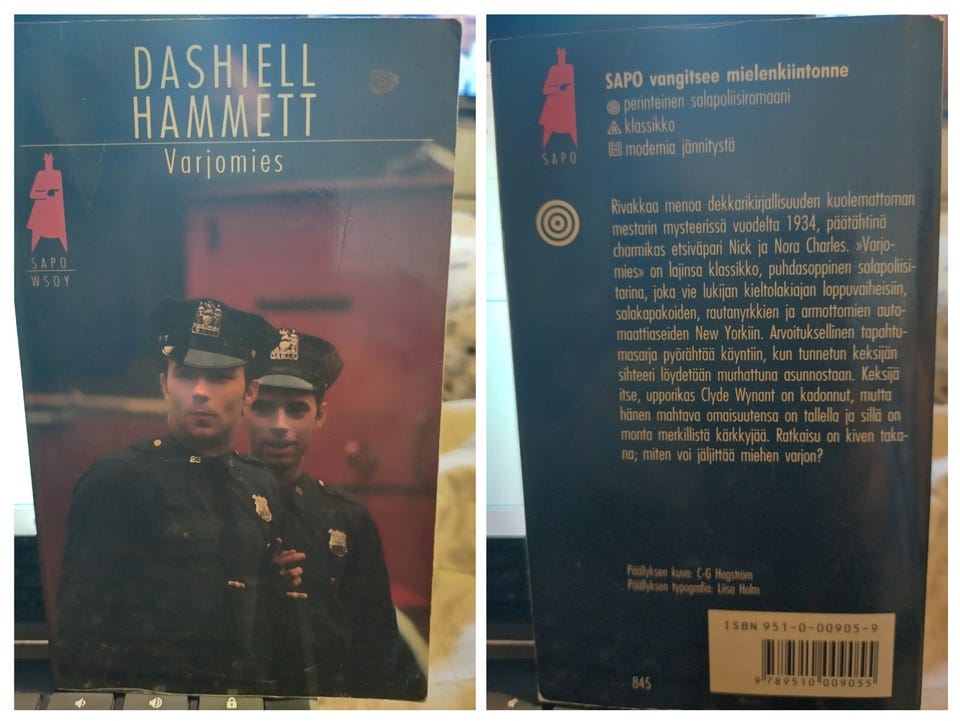 DASHIELL
HAMMETT
Varjomies
SAPO
WSOY
23
SAPO vangitsee mielenkiintonne
perinteinen salapoliisiromaani
klassikko
modernia jännitystä
SAPO
Rivakkaa menoa dekkarikirjallisuuden kuolemattoman
mestarin mysteerissä vuodelta 1934, päätähtinä
charmikas etsiväpari Nick ja Nora Charles. »Varjo-
mies» on lajinsa klassikko, puhdasoppinen salapoliisi-
tarina, joka vie lukijan kieltolakiajan loppuvaiheisiin,
salakapakoiden, rautanyrkkien ja armottomien auto-
maattiaseiden New Yorkiin. Arvoituksellinen tapahtu-
masarja pyörähtää käyntiin, kun tunnetun keksijän
sihteeri löydetään murhattuna asunnostaan. Keksijä
itse, upporikas Clyde Wynant on kadonnut, mutta
hänen mahtava omaisuutensa on tallella ja sillä on
monta merkillistä kärkkyjää. Ratkaisu on kiven taka-
na; miten voi jäljittää miehen varjon?
Päällyksen kuva: C-G Hagström
Päällyksen typografia: Liisa Holm
ISBN 951-0-00905-9
9 789510 009055
845